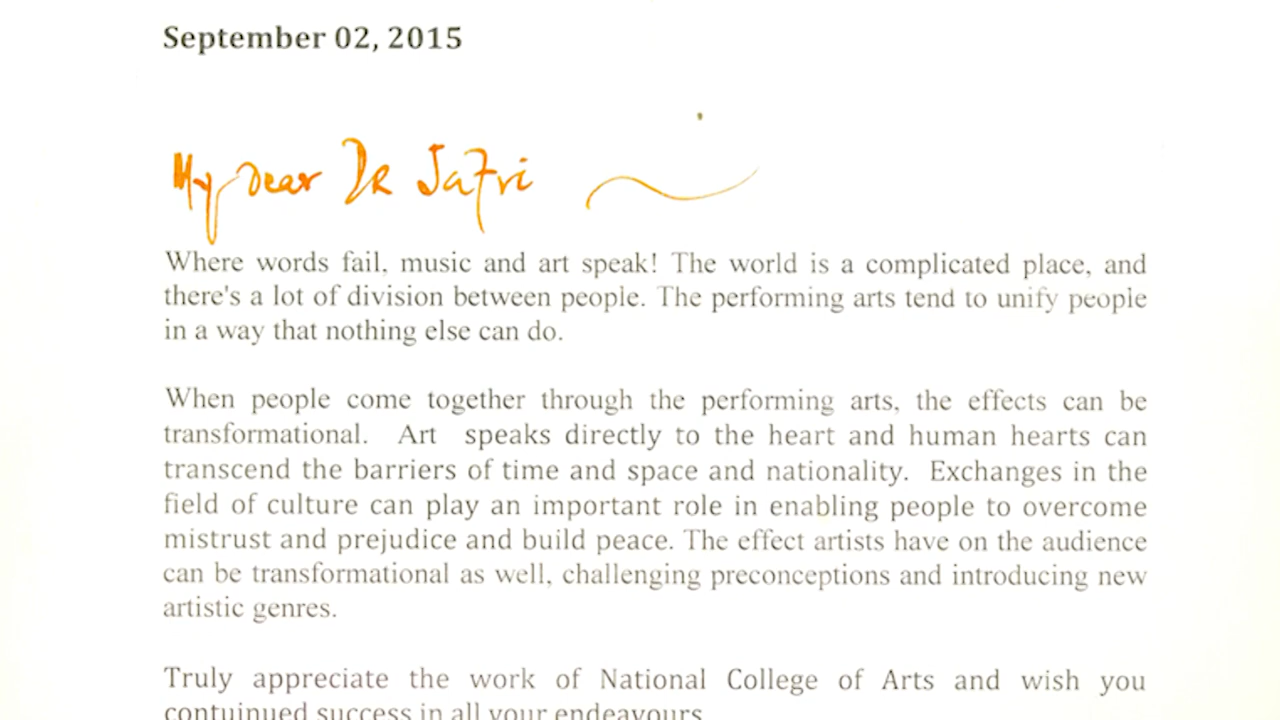 September 02, 2015
My Dear Dr Jafri
Where words fail, music and art speak! The world is a complicated place, and
there's a lot of division between people. The performing arts tend to unify people
in a way that nothing else can do.
When people come together through the performing arts, the effects can be
transformational. Art speaks directly to the heart and human hearts can
transcend the barriers of time and space and nationality. Exchanges in the
field of culture can play an important role in enabling people to overcome
mistrust and prejudice and build peace. The effect artists have on the audience
can be transformational as well, challenging preconceptions and introducing new
artistic genres.
Truly appreciate the work of National College of Arts and wish you
contuinued success in all your endeavours